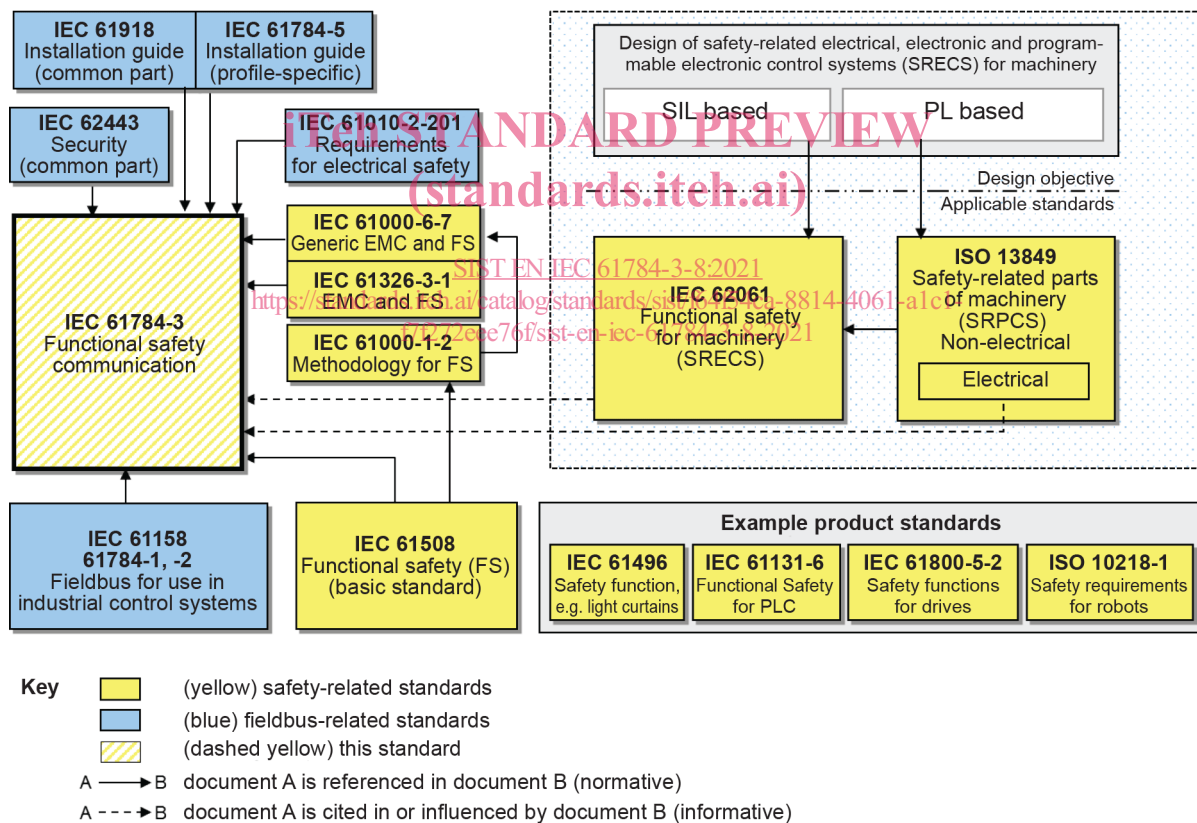 IEC 61918
Installation guide
(common part)
IEC 61784-5
Installation guide
(profile-specific)
Design of safety-related electrical, electronic and program-
mable electronic control systems (SRECS) for machinery
SIL based
PL based
IEC 62443
Security
(common part)
IEC 61010-2-201
Requirements
for electrical safety
iTeh STANDARD PREVIEW
(standards.iteh.ai)
Design objective
Applicable standards
IEC 61000-6-7
Generic EMC and FS
IEC 61326-3-1
EMC and FS
IEC 61000-1-2
Methodology for FS
SIST EN IEC 61784-3-8:2021
IEC 61784-3
Functional safety
communication
IEC 62061
Functional safety
for machinery
(SRECS)
ISO 13849
Safety-related parts
of machinery
(SRPCS)
Non-electrical
Electrical
IEC 61158
61784-1, -2
Fieldbus for use in
industrial control systems
IEC 61508
Functional safety (FS)
(basic standard)
Example product standards
IEC 61496
Safety function,
e.g. light curtains
IEC 61131-6
Functional Safety
for PLC
IEC 61800-5-2
Safety functions
for drives
ISO 10218-1
Safety requirements
for robots
Key
(yellow) safety-related standards
(blue) fieldbus-related standards
(dashed yellow) this standard
A B document A is referenced in document B (normative)
A B document A is cited in or influenced by document B (informative)